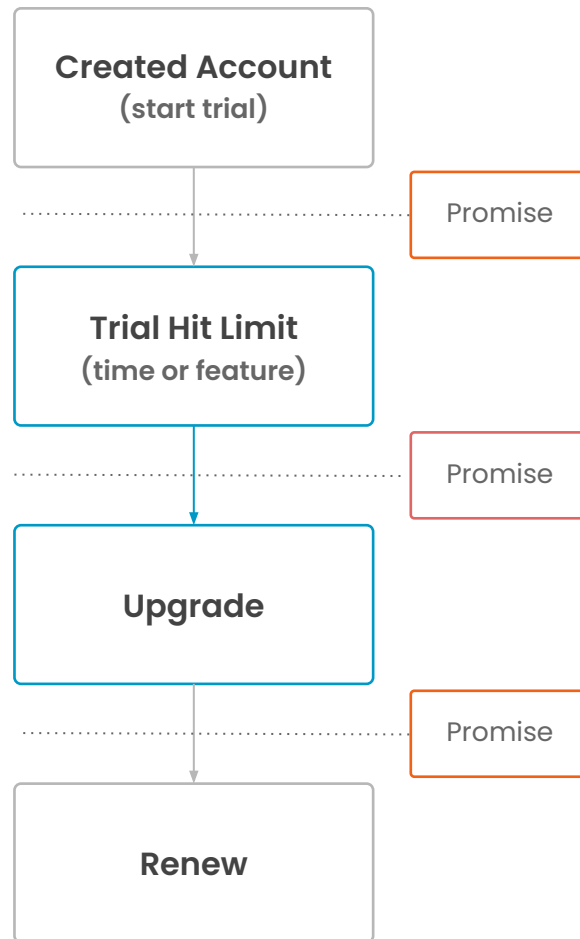 Created Account
(start trial)
Promise
Trial Hit Limit
(time or feature)
Promise
Upgrade
Promise
Renew